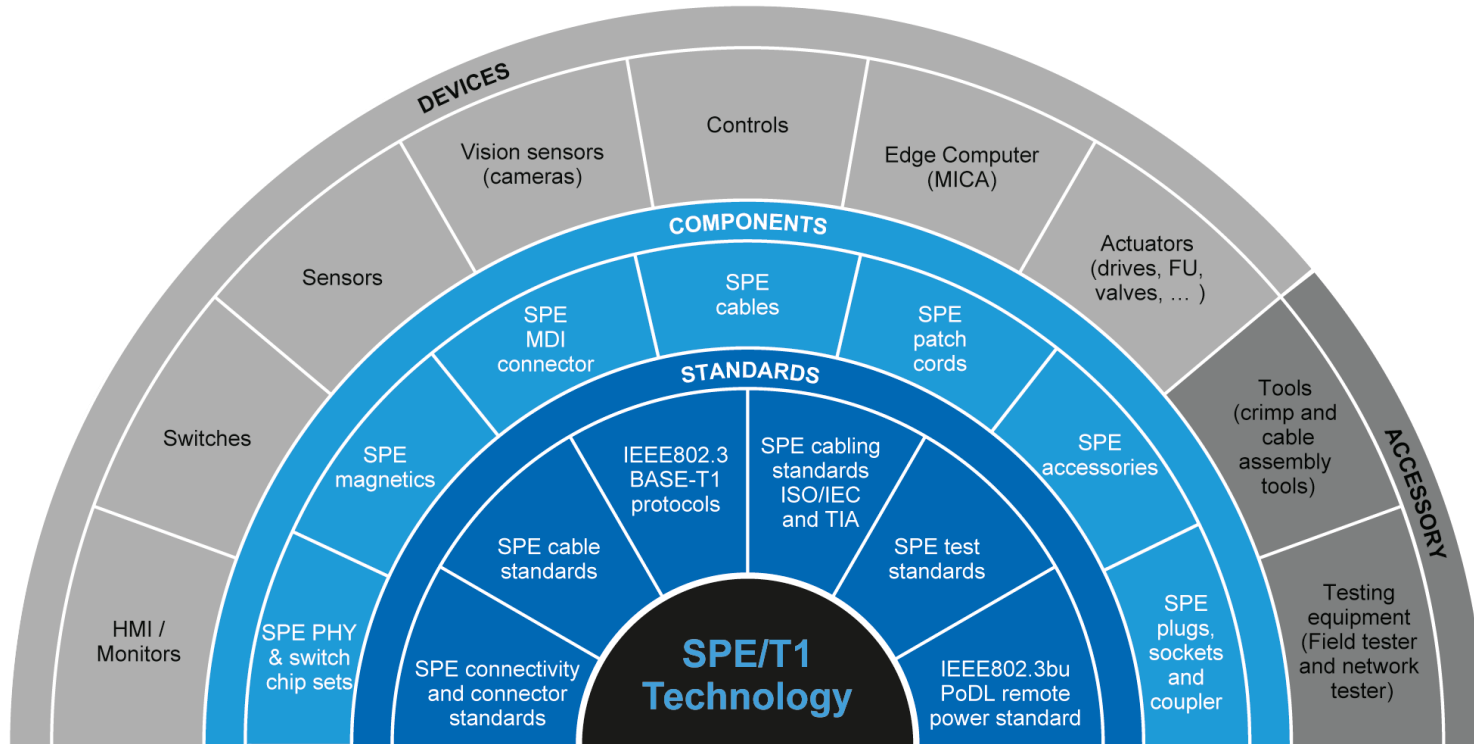 DEVICES
HMI /
Monitors
Switches
Sensors
Vision sensors
(cameras)
Controls
Edge Computer
(MICA)
Actuators
(drives, FU,
valves, ... )
ACCESSORY
Tools
(crimp and
cable
assembly
tools)
Testing
equipment
(Field tester
and network
tester)
COMPONENTS
SPE PHY
& switch
chip sets
SPE
magnetics
SPE
MDI
connector
SPE
cables
SPE
patch
cords
SPE
accessories
SPE
plugs,
sockets
and
coupler
STANDARDS
SPE connectivity
and connector
standards
SPE cable
standards
IEEE802.3
BASE-T1
protocols
SPE cabling
standards
ISO/IEC
and TIA
SPE test
standards
IEEE802.3bu
PoDL remote
power standard
SPE/T1
Technology